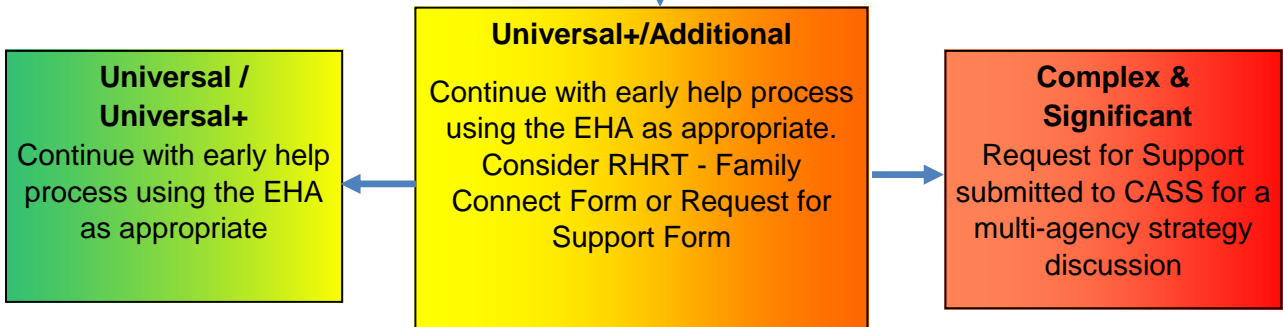 Universal /
Universal+
Continue with early help
process using the EHA
as appropriate
Universal+/Additional
Continue with early help process
using the EHA as appropriate.
Consider RHRT - Family
Connect Form or Request for
Support Form
Complex &
Significant
Request for Support
submitted to CASS for a
multi-agency strategy
discussion